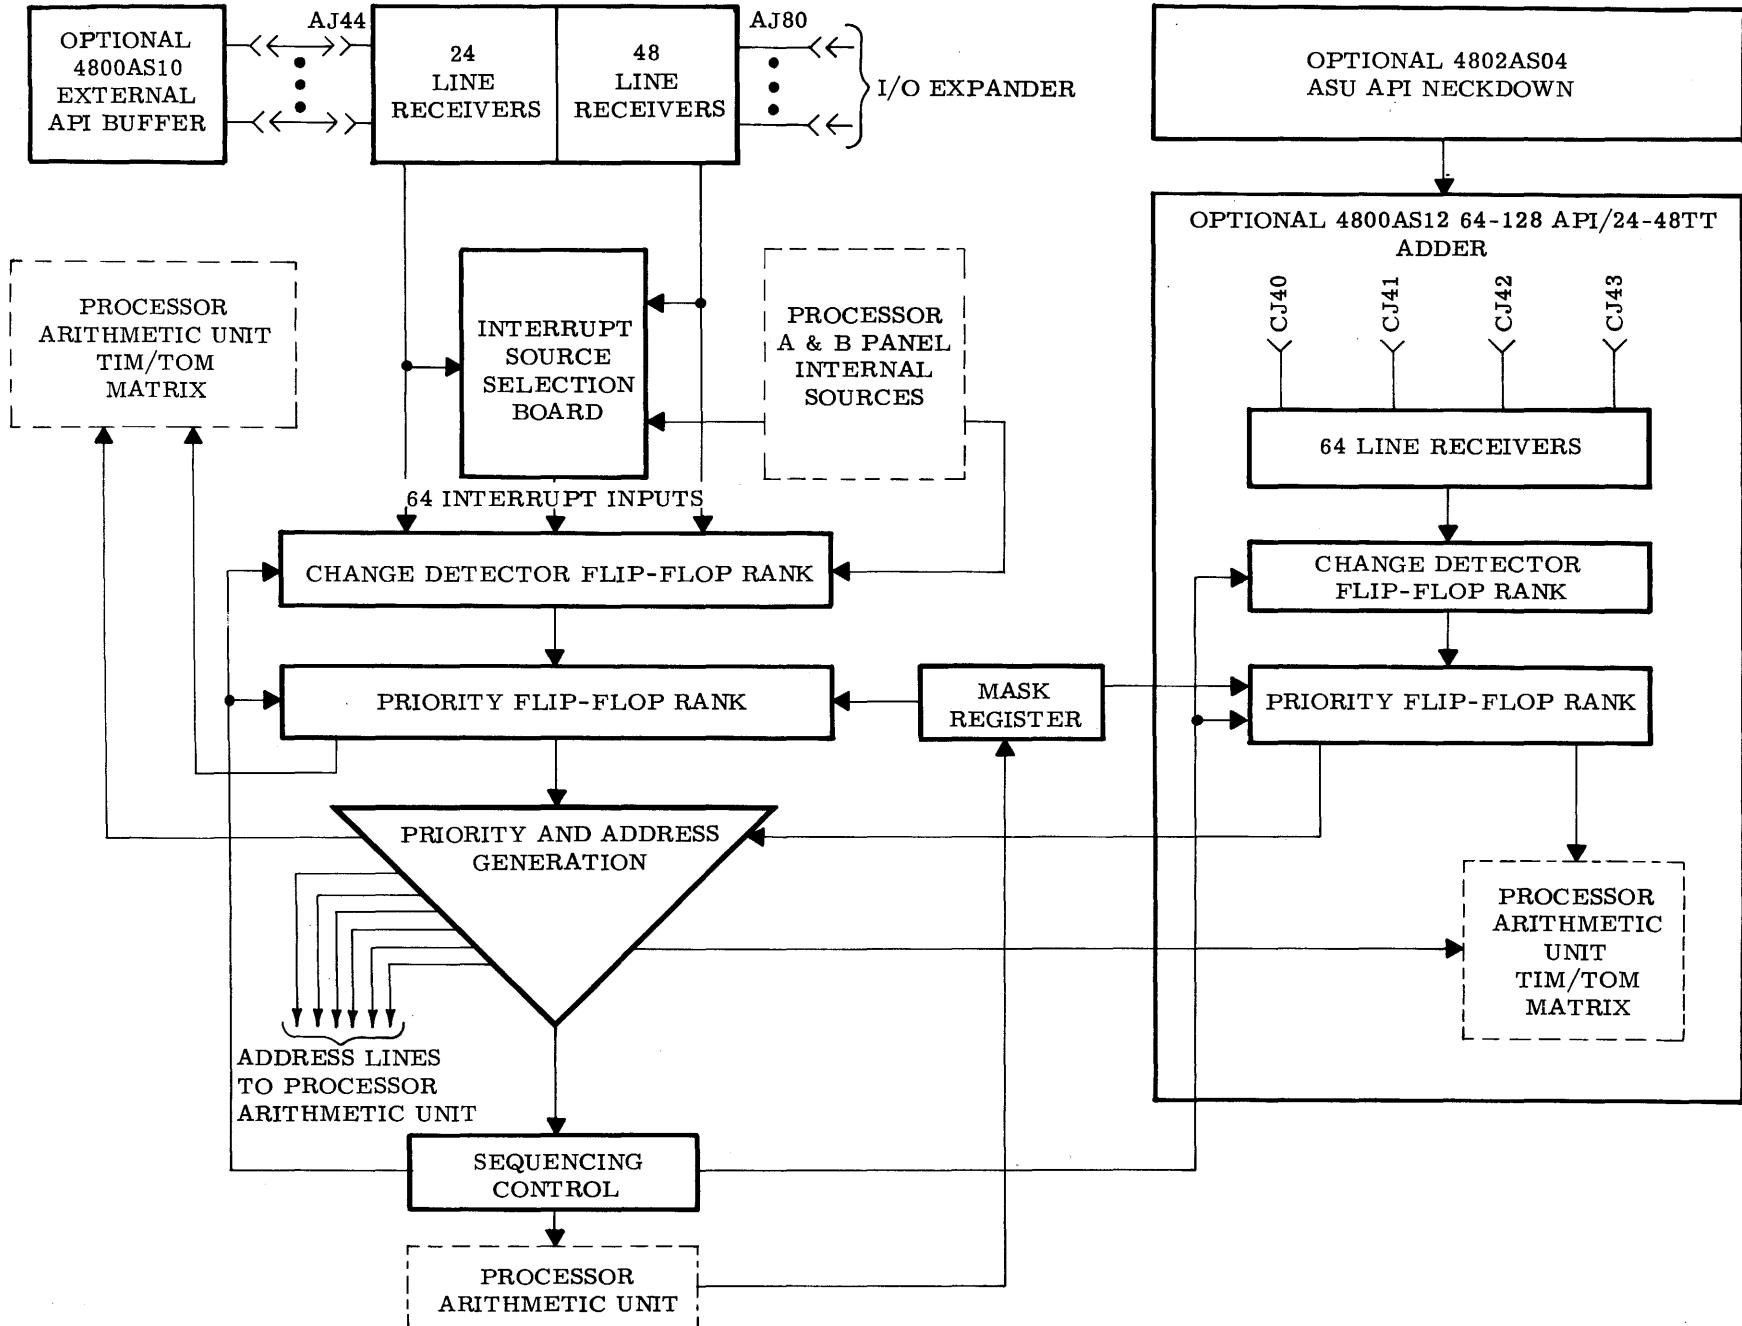 OPTIONAL
4800AS10
EXTERNAL
API BUFFER
AJ44
24
LINE
RECEIVERS
48
LINE
RECEIVERS
AJ80
I/O EXPANDER
OPTIONAL 4802AS04
ASU API NECKDOWN
OPTIONAL 4800AS12 64-128 API/24-48TT
ADDER
CJ40
CJ41
CJ42
CJ43
64 LINE RECEIVERS
CHANGE DETECTOR
FLIP-FLOP RANK
PRIORITY FLIP-FLOP RANK
PROCESSOR
ARITHMETIC
UNIT
TIM/TOM
MATRIX
PROCESSOR
ARITHMETIC UNIT
TIM/TOM
MATRIX
INTERRUPT
SOURCE
SELECTION
BOARD
PROCESSOR
A & B PANEL
INTERNAL
SOURCES
64 INTERRUPT INPUTS
CHANGE DETECTOR FLIP-FLOP RANK
PRIORITY FLIP-FLOP RANK
MASK
REGISTER
PRIORITY AND ADDRESS
GENERATION
ADDRESS LINES
TO PROCESSOR
ARITHMETIC UNIT
SEQUENCING
CONTROL
PROCESSOR
ARITHMETIC UNIT